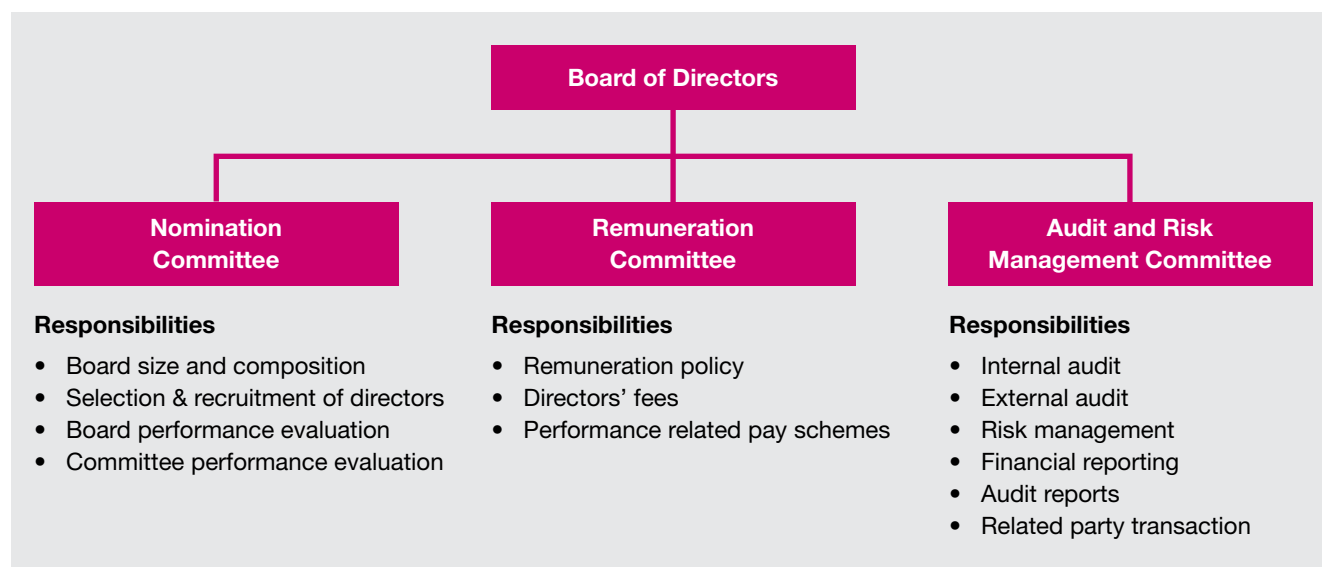 Board of Directors
Nomination
Committee
Responsibilities
• Board size and composition
• Selection & recruitment of directors
• Board performance evaluation
• Committee performance evaluation
Remuneration
Committee
Responsibilities
• Remuneration policy
• Directors’ fees
• Performance related pay schemes
Audit and Risk
Management Committee
Responsibilities
• Internal audit
• External audit
• Risk management
• Financial reporting
• Audit reports
• Related party transaction